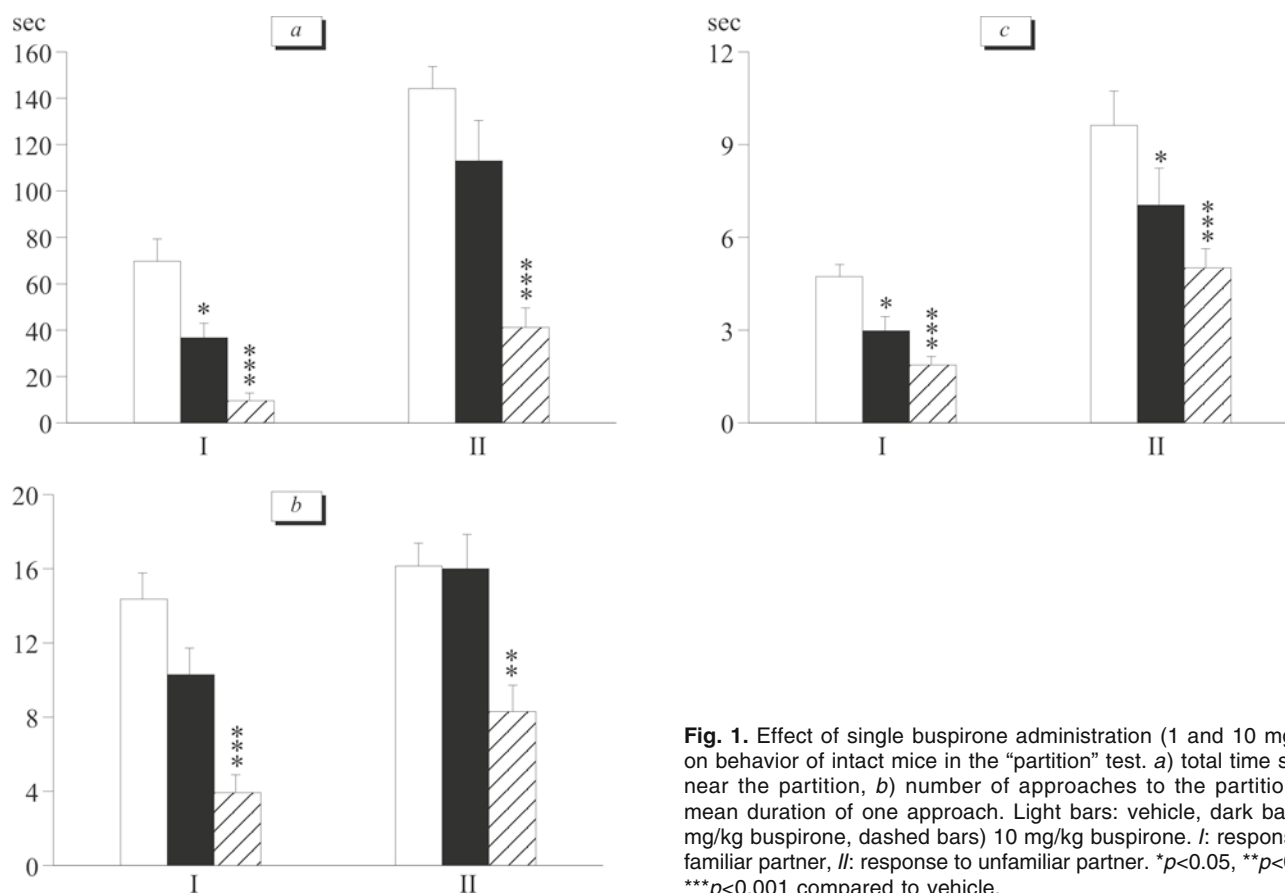 sec
a
160
140
120
100
80
60
40
20
0
*
***
***
I II
sec
c
12
9
6
3
0
*
***
*
***
I II
b
20
16
12
8
4
0
***
**
I II
Fig. 1. Effect of single buspirone administration (1 and 10 mg
on behavior of intact mice in the “partition” test. a) total time s
near the partition, b) number of approaches to the partitio
mean duration of one approach. Light bars: vehicle, dark ba
mg/kg buspirone, dashed bars) 10 mg/kg buspirone. I: respons
familiar partner, II: response to unfamiliar partner. *p<0.05, **p<
***p<0.001 compared to vehicle.